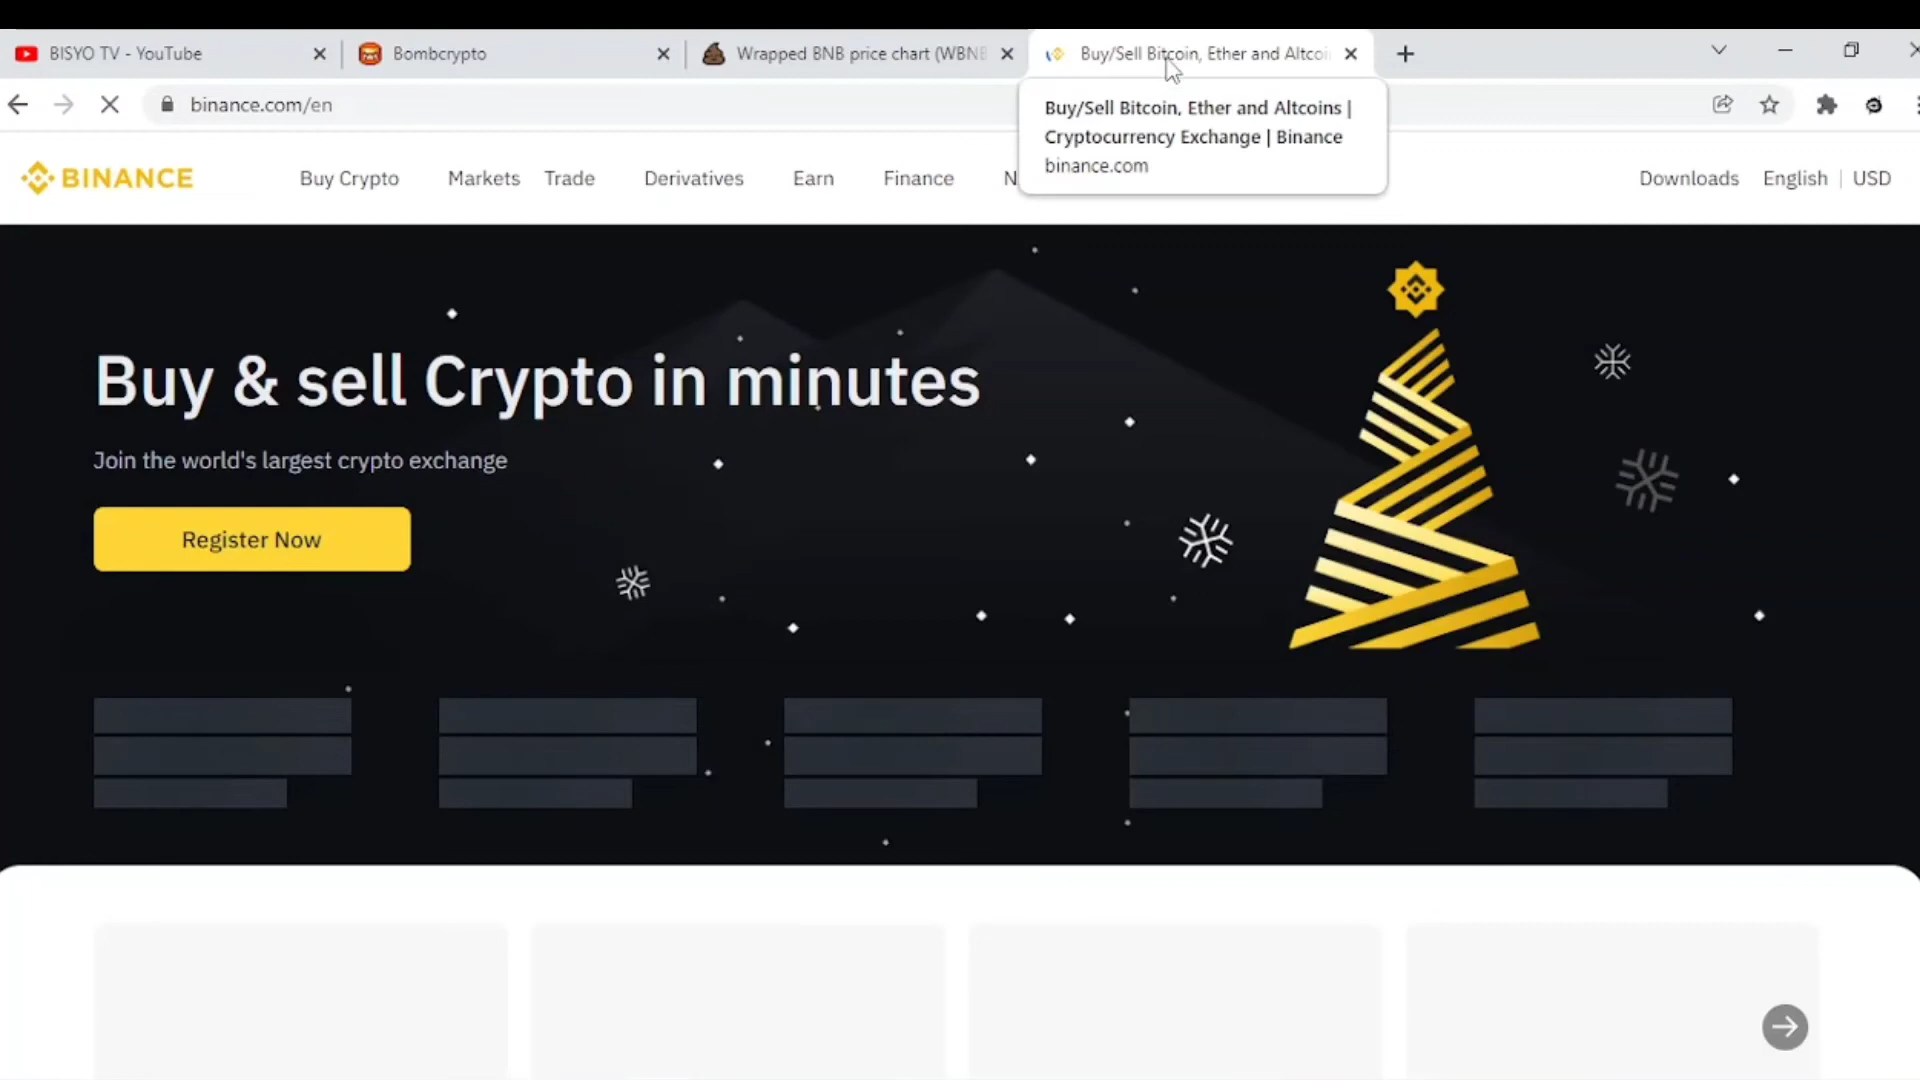 BISYO TV - YouTube
Bombcrypto
Wrapped BNB price chart (WBNB
Buy/Sell Bitcoin, Ether and Altcoi
binance.com/en
Buy/Sell Bitcoin, Ether and Altcoins |
Cryptocurrency Exchange | Binance
binance.com
BINANCE
Buy Crypto
Markets
Trade
Derivatives
Earn
Finance
N
Downloads
English | USD
Buy & sell Crypto in minutes
Join the world's largest crypto exchange
Register Now